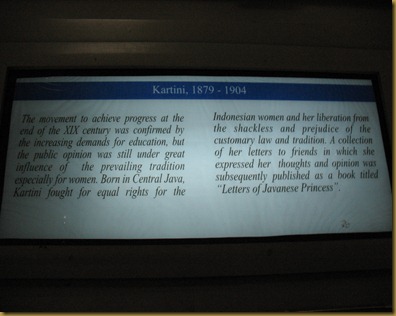 Kartini, 1879 - 1904
The movement to achieve progress at the
end of the XIX century was confirmed by
the increasing demands for education, but
the public opinion was still under great
influence of the prevailing tradition
especially for women. Born in Central Java,
Kartini fought for equal rights for the
Indonesian women and her liberation from
the shackless and prejudice of the
customary law and tradition. A collection
of her letters to friends in which she
expressed her thoughts and opinion was
subsequently published as a book titled
"Letters of Javanese Princess".